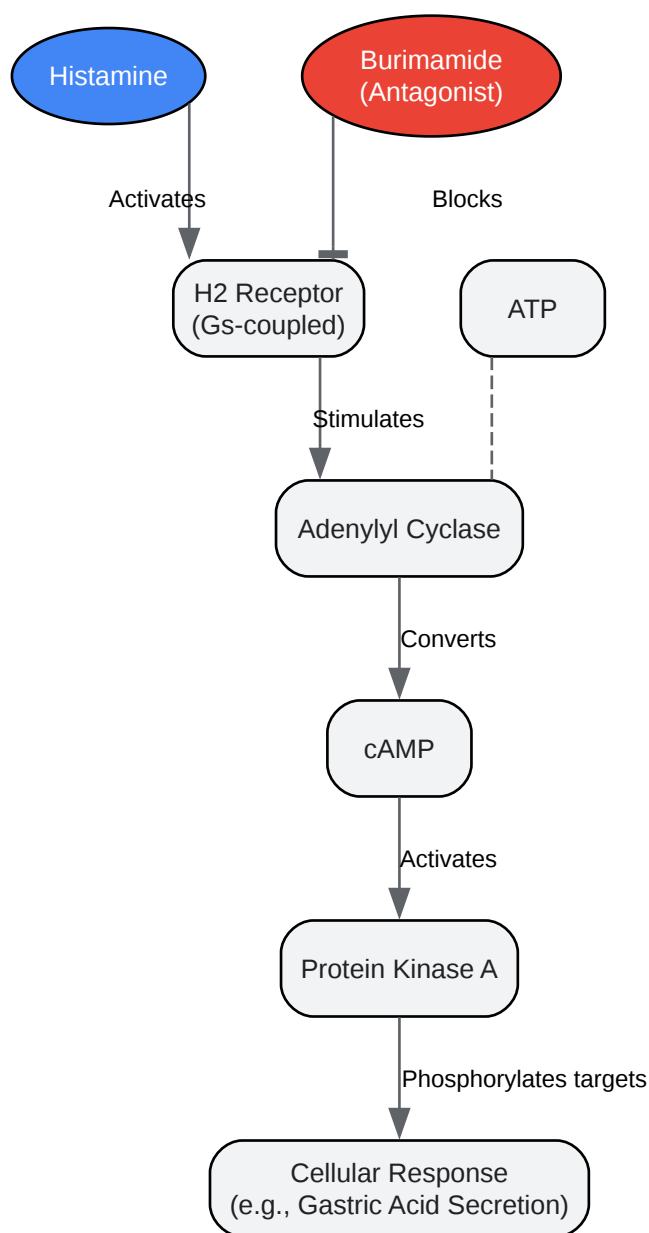 Histamine
Burimamide
(Antagonist)
Activates
Blocks
H2 Receptor
(Gs-coupled)
ATP
Stimulates
Adenylyl Cyclase
Converts
cAMP
Activates
Protein Kinase A
Phosphorylates targets
Cellular Response
(e.g., Gastric Acid Secretion)